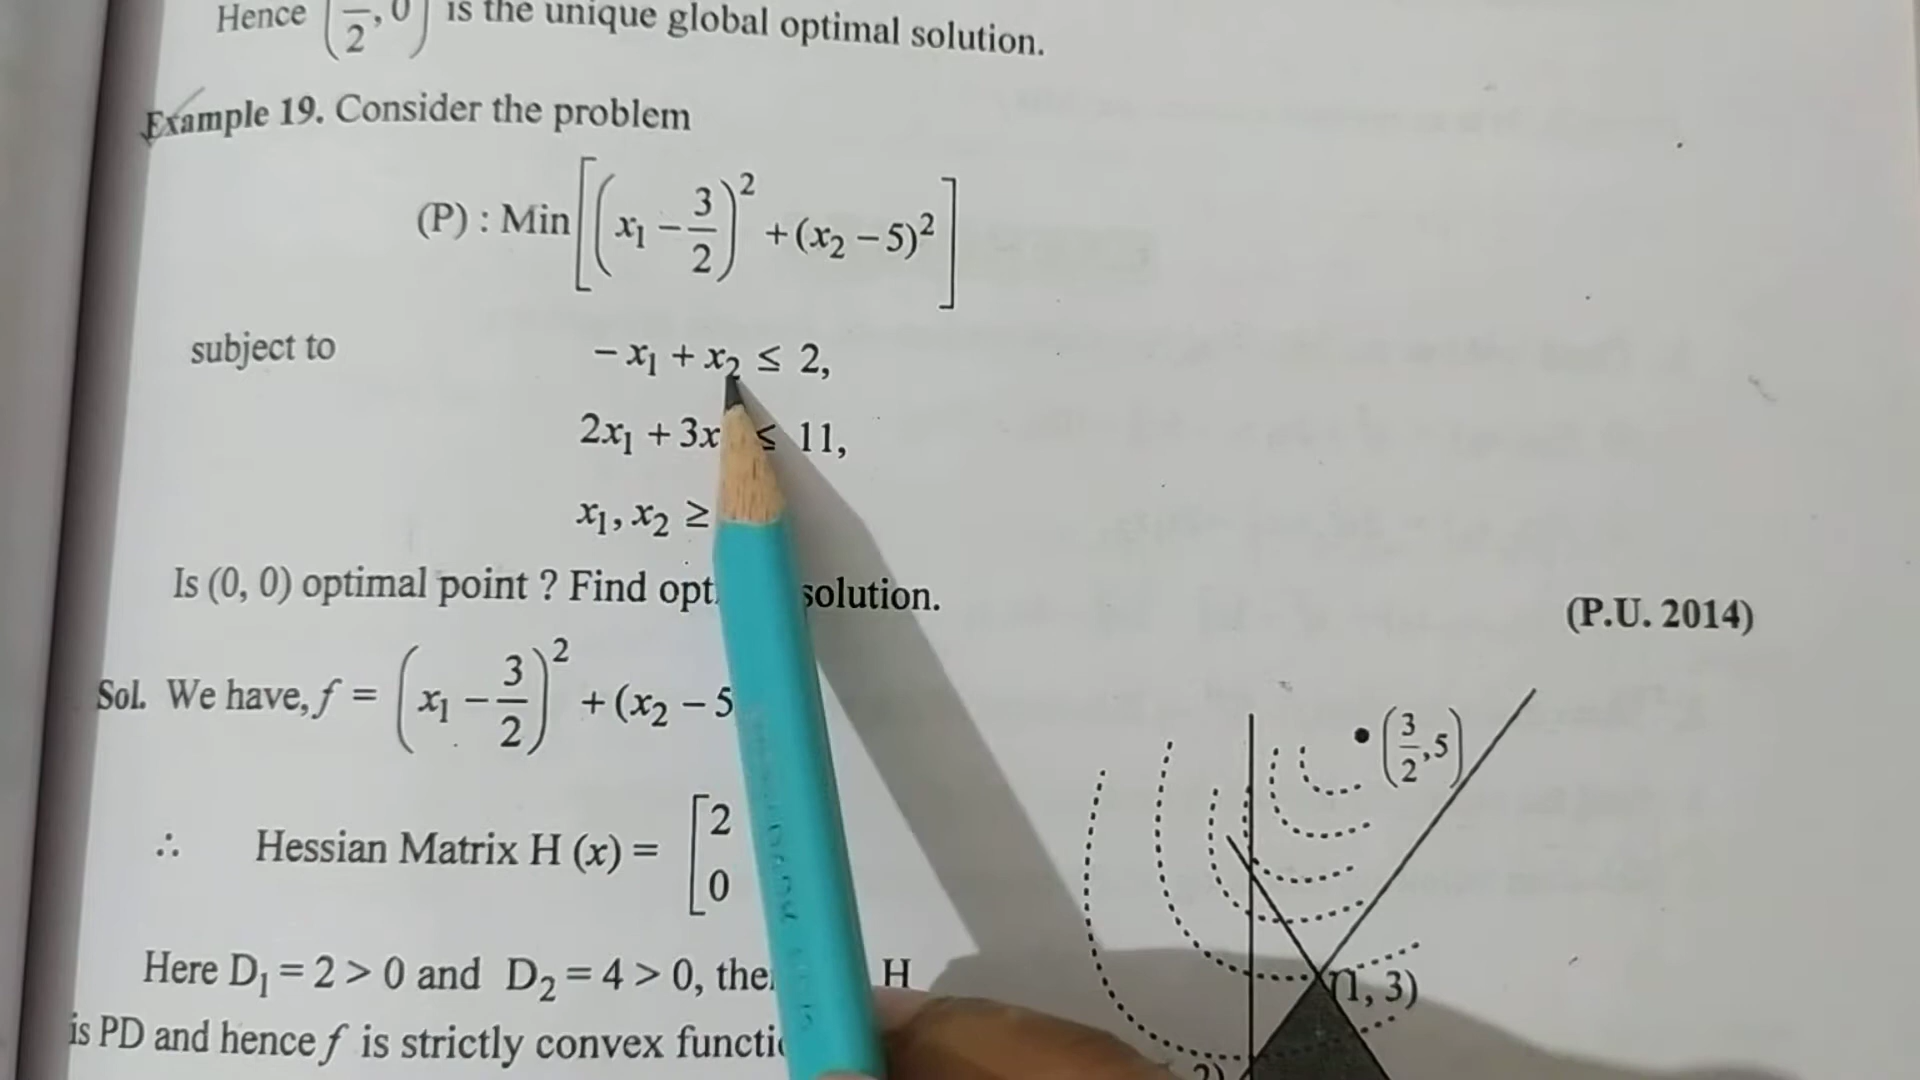 Hence (/2, 0) is the unique global optimal solution.
Example 19. Consider the problem
(P) : Min [(x₁ − 3/2)² + (x₂ − 5)²]
subject to − x₁ + x₂ ≤ 2,
2x₁ + 3x ≤ 11,
x₁, x₂ ≥
Is (0, 0) optimal point ? Find solution.
(P.U. 2014)
Sol. We have, f = (x₁ − 3/2)² + (x₂ − 5
(3/2, 5)
∴ Hessian Matrix H (x) = [2
0
Here D₁ = 2 > 0 and D₂ = 4 > 0, H
(1, 3)
is PD and hence f is strictly convex
2)